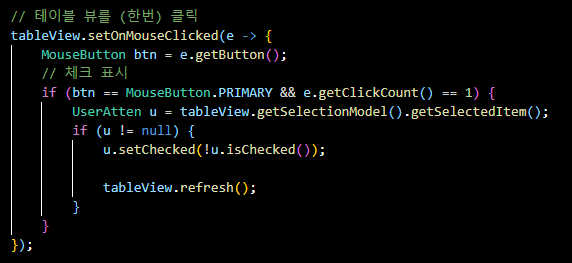 // 테이블 뷰를 (한번) 클릭
tableView.setOnMouseClicked(e -> {
    MouseButton btn = e.getButton();
    // 체크 표시
    if (btn == MouseButton.PRIMARY && e.getClickCount() == 1) {
        UserAtten u = tableView.getSelectionModel().getSelectedItem();
        if (u != null) {
            u.setChecked(!u.isChecked());

            tableView.refresh();
        }
    }
});